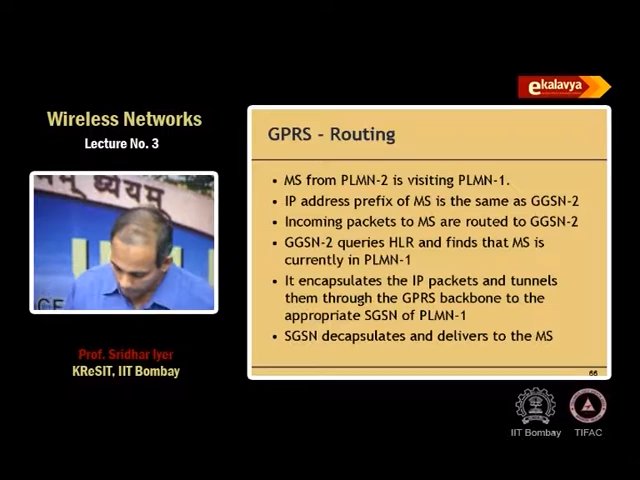 ekalavya
Wireless Networks
Lecture No. 3
GPRS - Routing
• MS from PLMN-2 is visiting PLMN-1.
• IP address prefix of MS is the same as GGSN-2
• Incoming packets to MS are routed to GGSN-2
• GGSN-2 queries HLR and finds that MS is
currently in PLMN-1
• It encapsulates the IP packets and tunnels
them through the GPRS backbone to the
appropriate SGSN of PLMN-1
• SGSN decapsulates and delivers to the MS
66
Prof. Sridhar Iyer
KReSIT, IIT Bombay
IIT Bombay
TIFAC